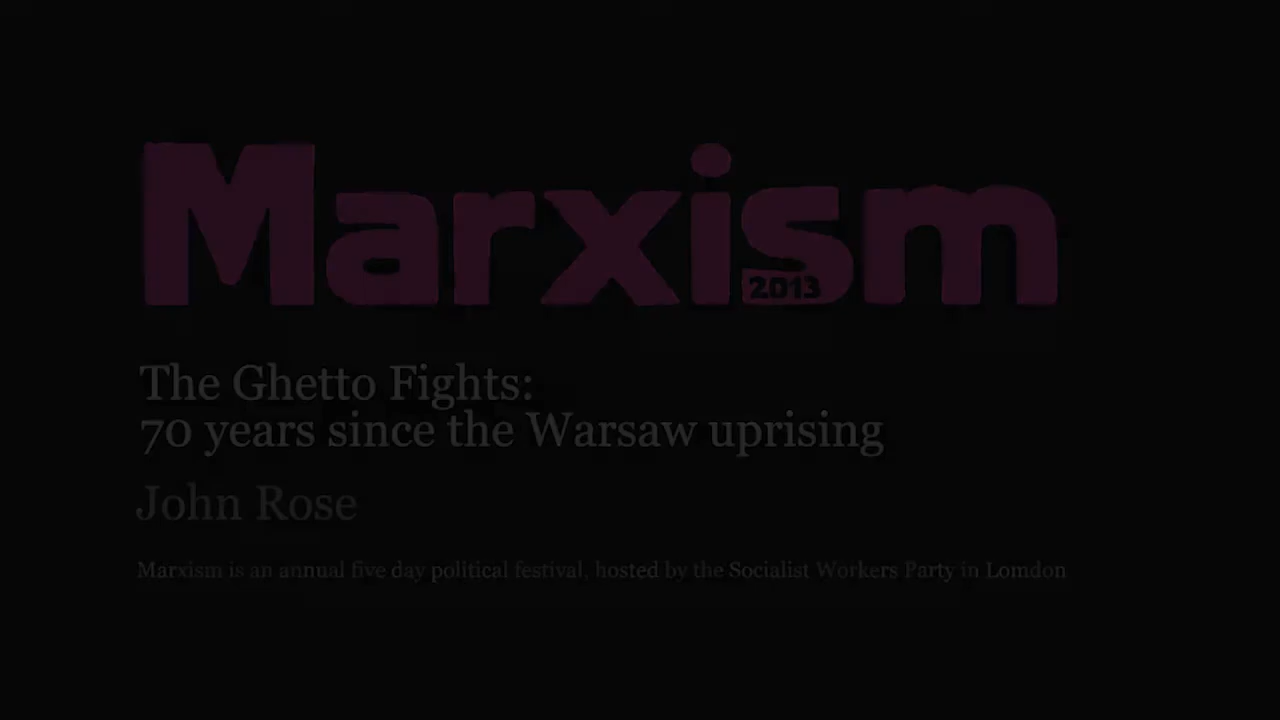 Marxism
2013
The Ghetto Fights:
70 years since the Warsaw uprising
John Rose
Marxism is an annual five day political festival, hosted by the Socialist Workers Party in Lomdon